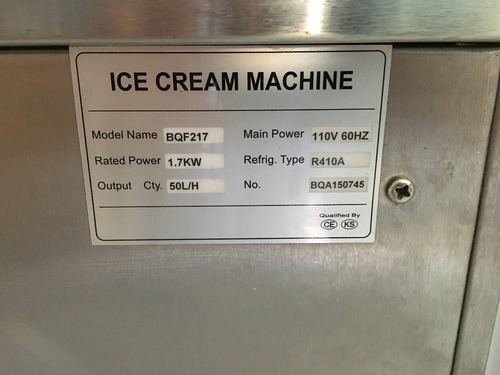 ICE CREAM MACHINE
Model Name BQF217 Main Power 110V 60HZ
Rated Power 1.7KW Refrig. Type R410A
Output Cty. 50L/H No. BQA150745
Qualified By
CE KS